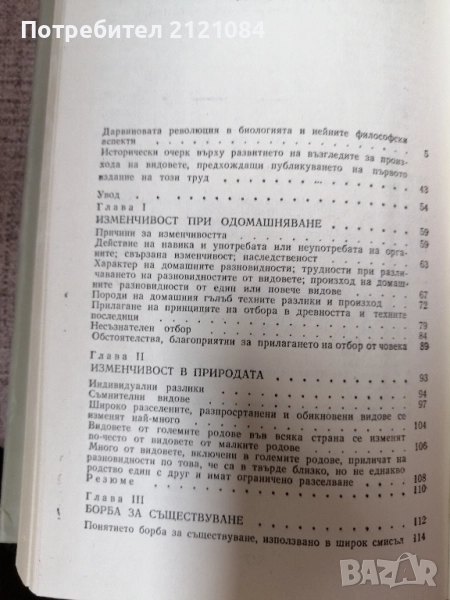 Потребител 2121084
Дарвиновата революция в биологията и нейните философски
аспекти . . . . . . . . . . 5
Исторически очерк върху развитието на възгледите за произ-
хода на видовете, предхождащи публикуването на първото
издание на този труд . . . . . . . . 43
Увод . . . . . . . . . . 54
Глава I
ИЗМЕНЧИВОСТ ПРИ ОДОМАШНЯВАНЕ . . . . . 59
Причини за изменчивостта . . . . . . . 59
Действие на навика и употребата или неупотребата на орга-
ните; свързана изменчивост; наследственост . . . 63
Характер на домашните разновидности; трудности при разли-
чаването на разновидностите от видовете; произход на домаш-
ните разновидности от един или повече видове . . . 67
Породи на домашния гълъб техните разлики и произход . . 72
Прилагане на принципите на отбора в древността и техните
последици . . . . . . . . . . 79
Несъзнателен отбор . . . . . . . . 84
Обстоятелства, благоприятни за прилагането на отбор от човека 89
Глава II
ИЗМЕНЧИВОСТ В ПРИРОДАТА . . . . . . 93
Индивидуални разлики . . . . . . . 94
Съмнителни видове . . . . . . . . 97
Широко разселените, разпросртанени и обикновени видове се
изменят най-много . . . . . . . . 104
Видовете от големите родове във всяка страна се изменят
по-често от видовете от малките родове . . . . 106
Много от видовете, включени в големите родове, приличат на
разновидности по това, че са в твърде близко, но не еднакво
родство един с друг и имат ограничено разселване . . 108
Резюме . . . . . . . . . . 110
Глава III
БОРБА ЗА СЪЩЕСТВУВАНЕ . . . . . . 112
Понятието борба за съществуване, използвано в широк смисъл 114
bazar